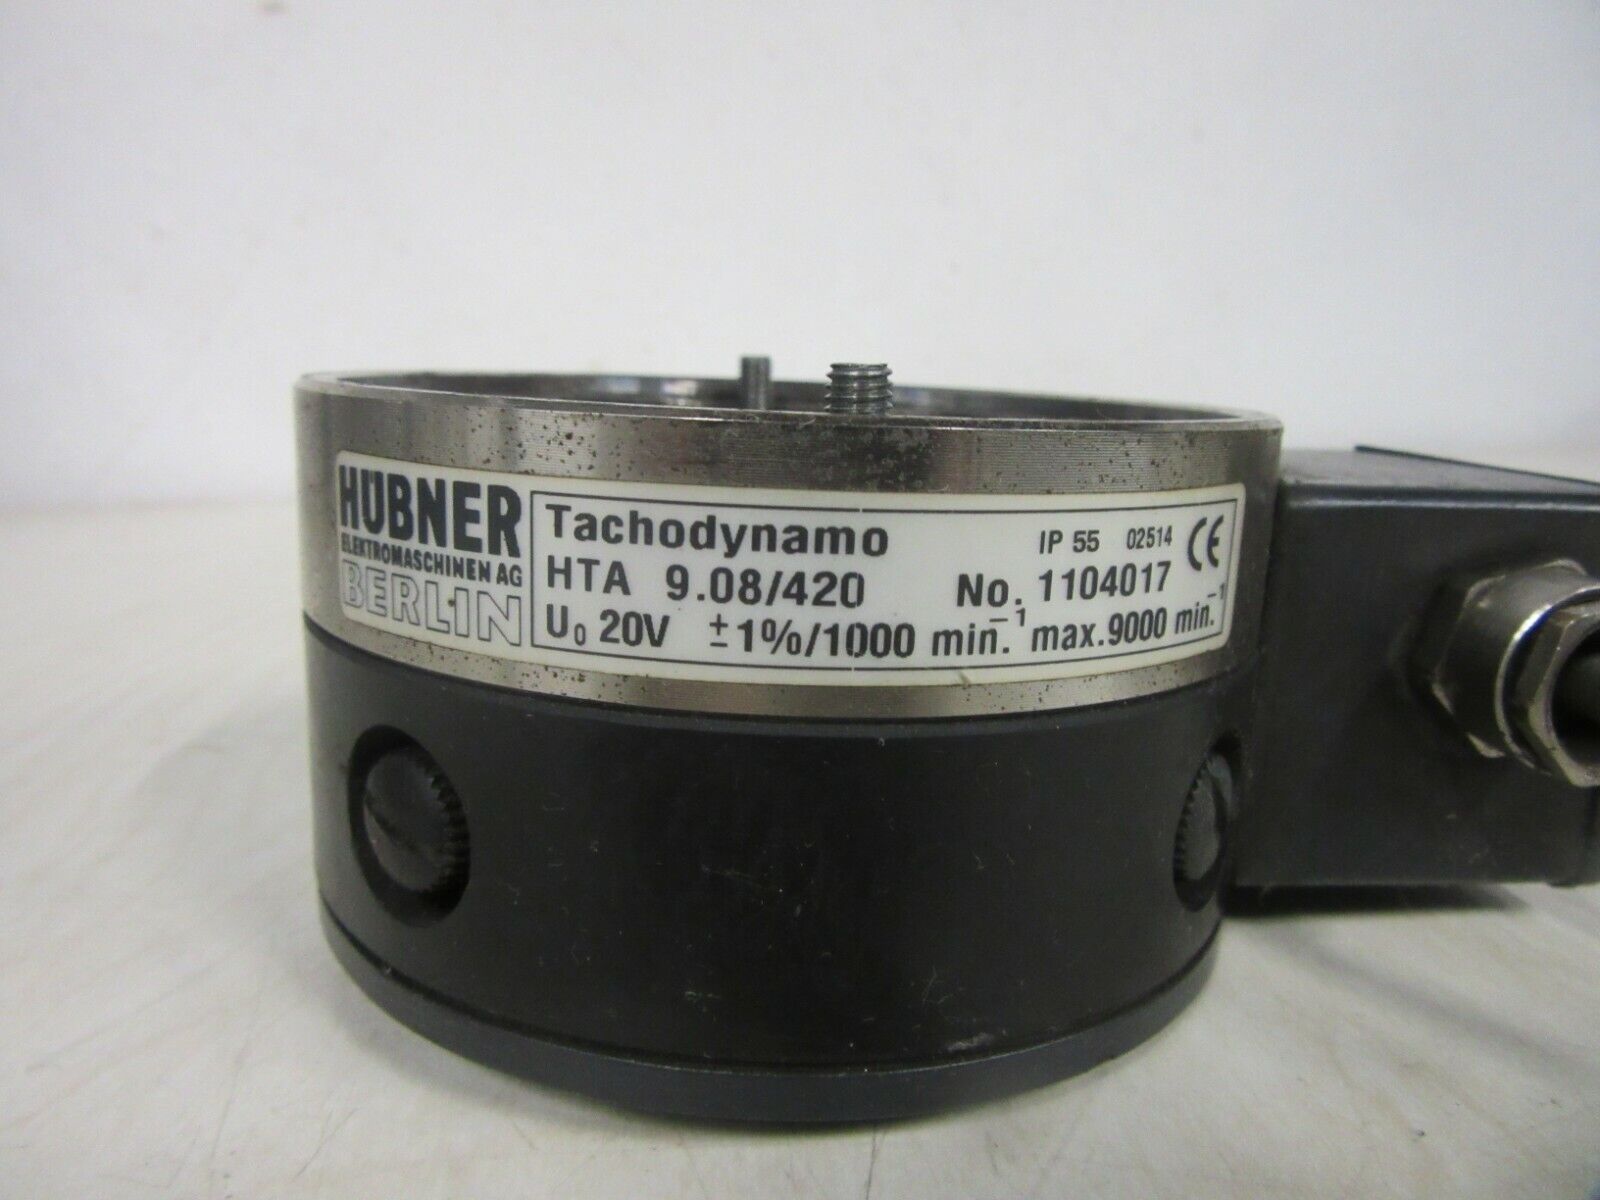 HÜBNER
ELEKTROMASCHINEN AG
BERLIN
Tachodynamo IP 55 02514 CE
HTA 9.08/420 No. 1104017
U₀ 20V ±1%/1000 min.⁻¹ max.9000 min.⁻¹